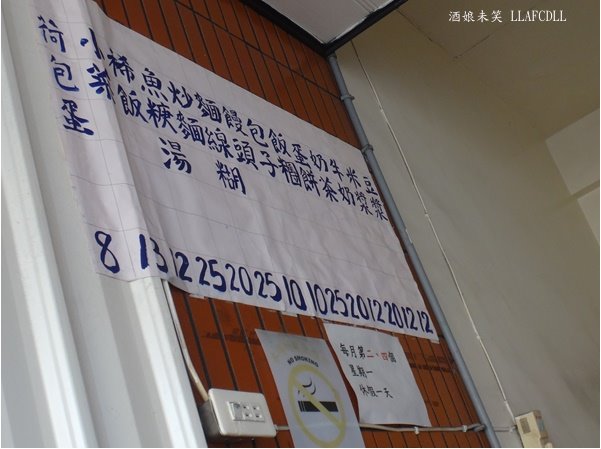 酒娘未笑 LLAFCDLL
豆漿 12
米漿 12
牛奶 20
奶茶 12
蛋餅 20
飯糰 25
包子 10
饅頭 10
麵線糊 25
炒麵 20
魚糖湯 25
稀飯 12
小菜 13
荷包蛋 8
NO SMOKING
每月第二、四個
星期一
休假一天